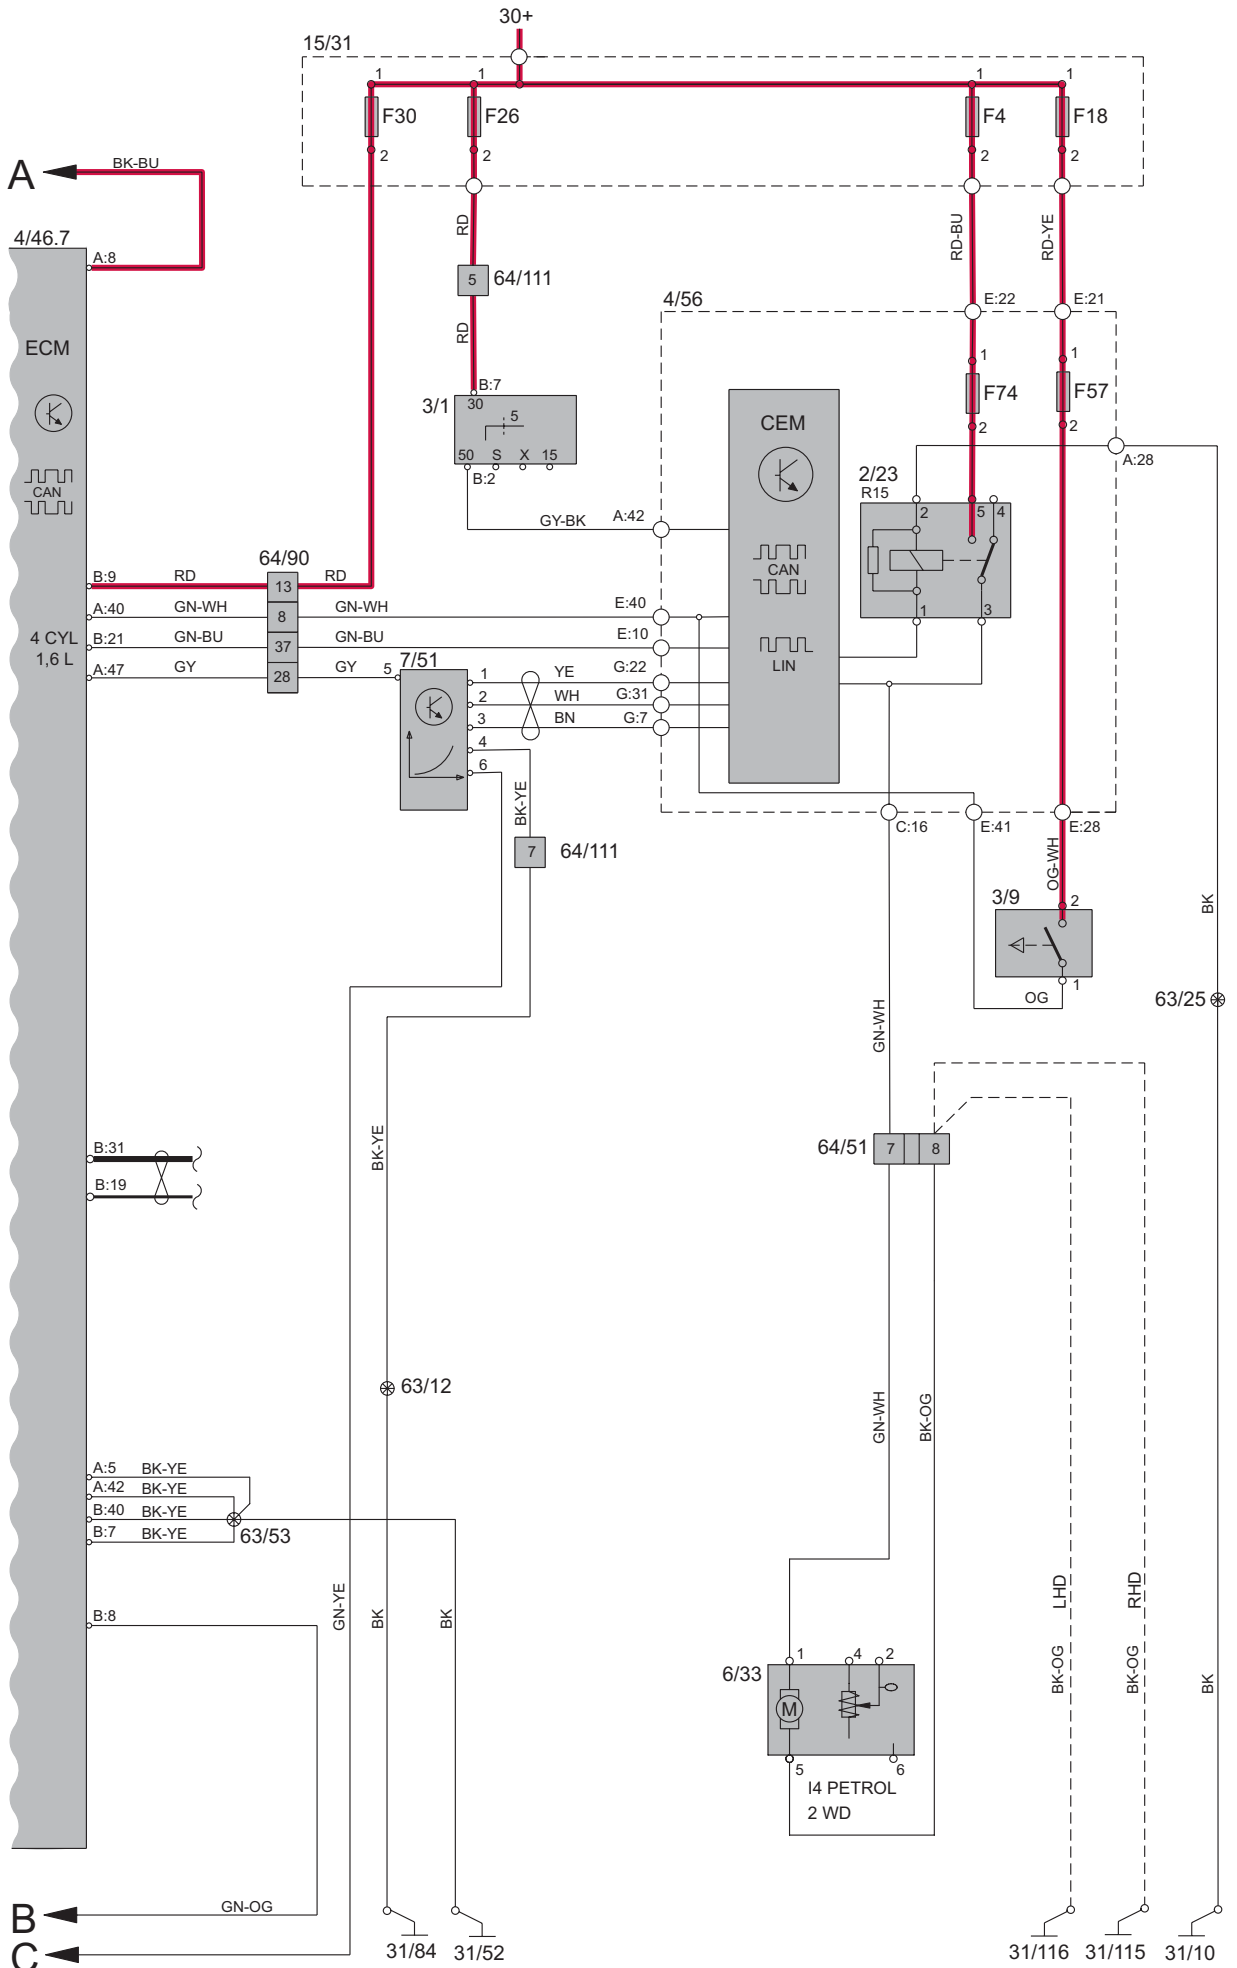 30+
15/31
1
1
1
1
F30
F26
F4
F18
2
2
2
2
A
BK-BU
4/46.7
A:8
RD
RD-BU
RD-YE
5
64/111
4/56
E:22
E:21
RD
ECM
1
1
B:7
3/1
30
F74
F57
5
CEM
2
2
50
S
X
15
B:2
A:28
CAN
2/23
R15
GY-BK
A:42
2
5
4
64/90
CAN
B:9
RD
13
RD
A:40
GN-WH
8
GN-WH
E:40
1
3
4 CYL
1,6 L
B:21
GN-BU
37
GN-BU
E:10
7/51
LIN
A:47
GY
28
GY
5
1
YE
G:22
2
WH
G:31
3
BN
G:7
4
6
BK-YE
C:16
E:41
E:28
7
64/111
OG-WH
3/9
2
BK
1
OG
63/25
GN-WH
B:31
BK-YE
64/51
7
8
B:19
63/12
GN-WH
BK-OG
A:5
BK-YE
A:42
BK-YE
B:40
BK-YE
B:7
BK-YE
63/53
GN-YE
BK
BK
LHD
RHD
B:8
6/33
1
4
2
BK-OG
BK-OG
BK
M
5
6
I4 PETROL
2 WD
B
GN-OG
C
31/84
31/52
31/116
31/115
31/10